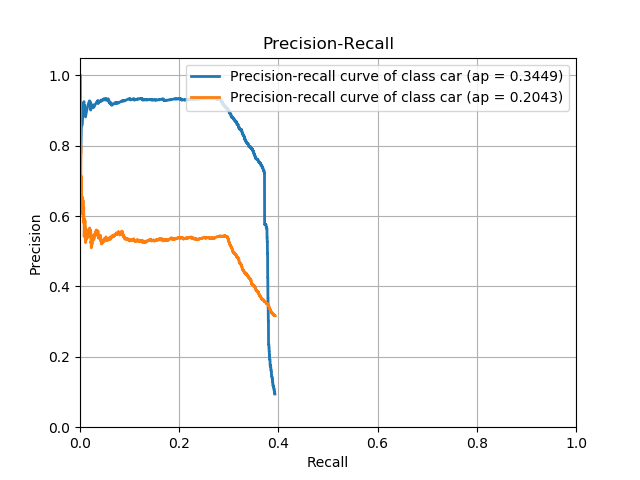 Precision-Recall
Precision-recall curve of class car (ap = 0.3449)
Precision-recall curve of class car (ap = 0.2043)
1.0
0.8
0.6
0.4
0.2
0.0
Precision
0.0 0.2 0.4 0.6 0.8 1.0
Recall